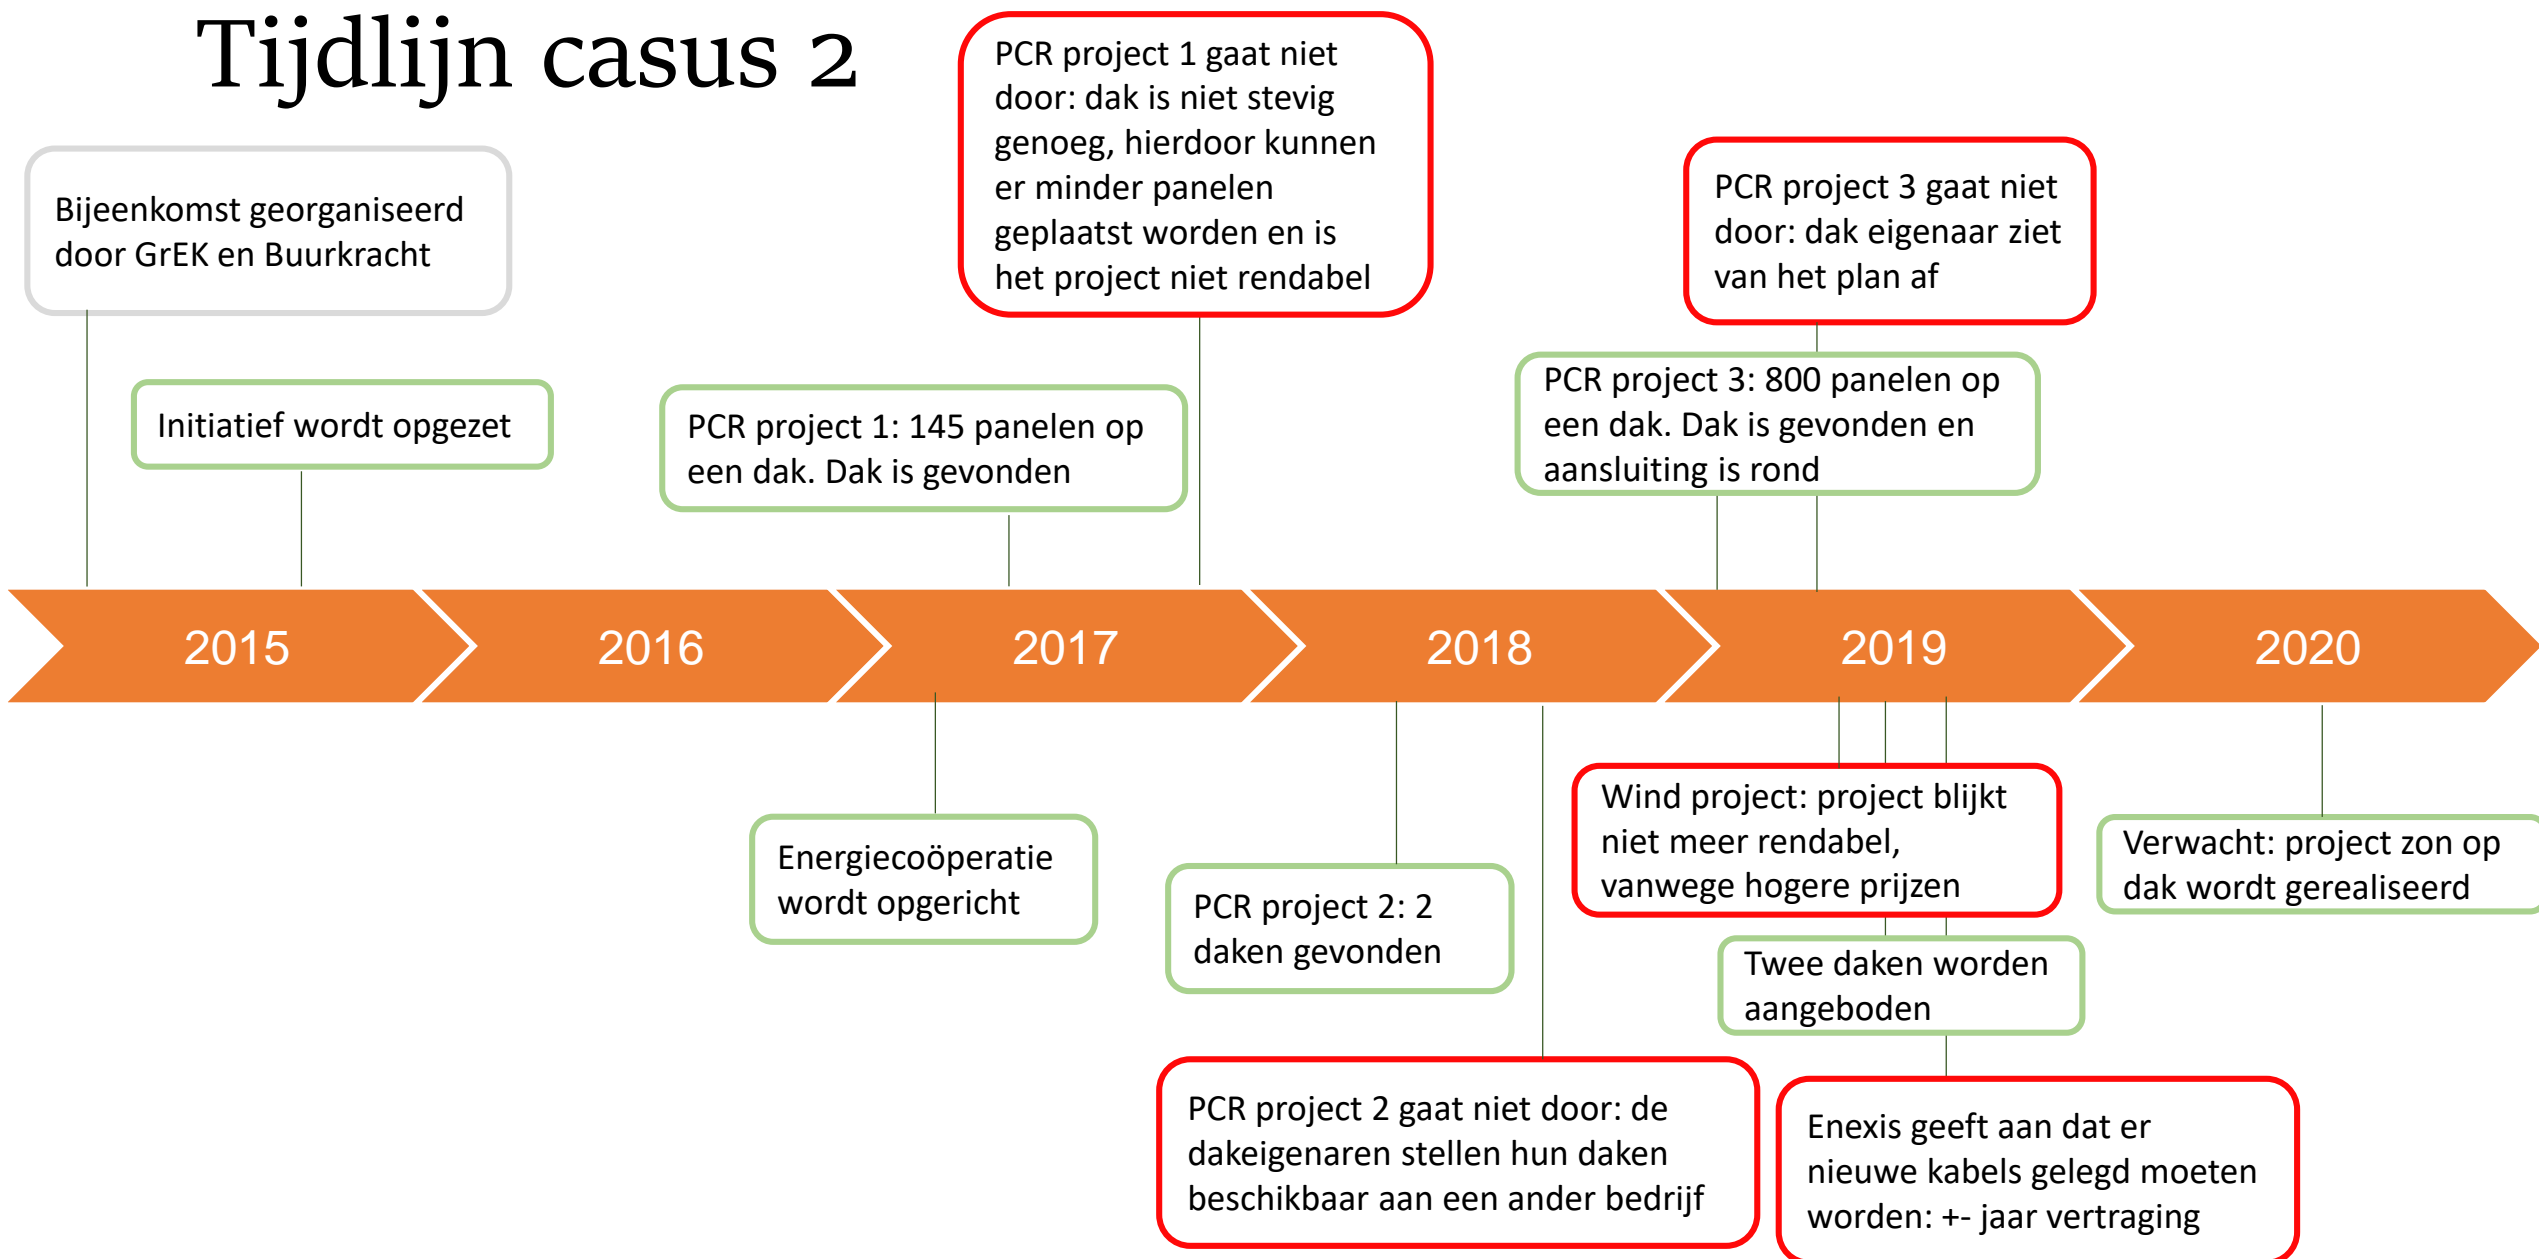 Tijdlijn casus 2
Bijeenkomst georganiseerd
door GrEK en Buurkracht
Initiatief wordt opgezet
PCR project 1: 145 panelen op
een dak. Dak is gevonden
PCR project 1 gaat niet
door: dak is niet stevig
genoeg, hierdoor kunnen
er minder panelen
geplaatst worden en is
het project niet rendabel
PCR project 3: 800 panelen op
een dak. Dak is gevonden en
aansluiting is rond
PCR project 3 gaat niet
door: dak eigenaar ziet
van het plan af
2015
2016
2017
2018
2019
2020
Energiecoöperatie
wordt opgericht
PCR project 2: 2
daken gevonden
PCR project 2 gaat niet door: de
dakeigenaren stellen hun daken
beschikbaar aan een ander bedrijf
Wind project: project blijkt
niet meer rendabel,
vanwege hogere prijzen
Twee daken worden
aangeboden
Enexis geeft aan dat er
nieuwe kabels gelegd moeten
worden: +- jaar vertraging
Verwacht: project zon op
dak wordt gerealiseerd